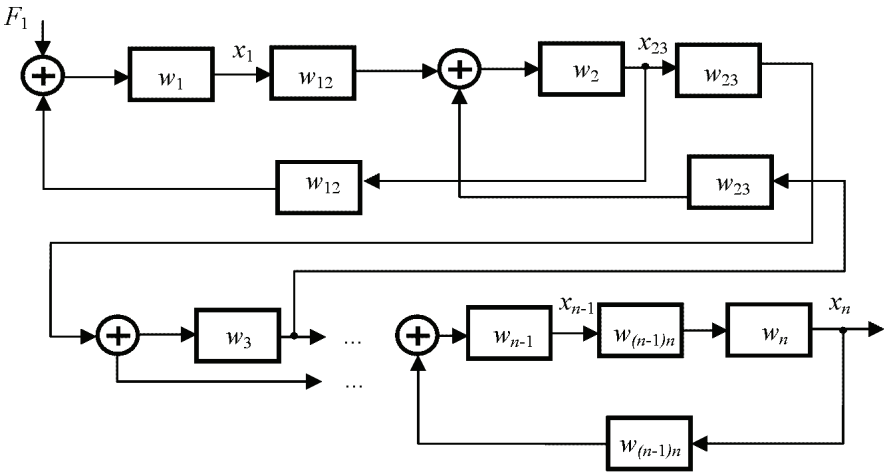 F₁
x₁
x₂₃
+
w₁
w₁₂
+
w₂
w₂₃
w₁₂
w₂₃
+
w₃
...
...
+
wₙ₋₁
xₙ₋₁
w₍ₙ₋₁₎ₙ
wₙ
xₙ
w₍ₙ₋₁₎ₙ